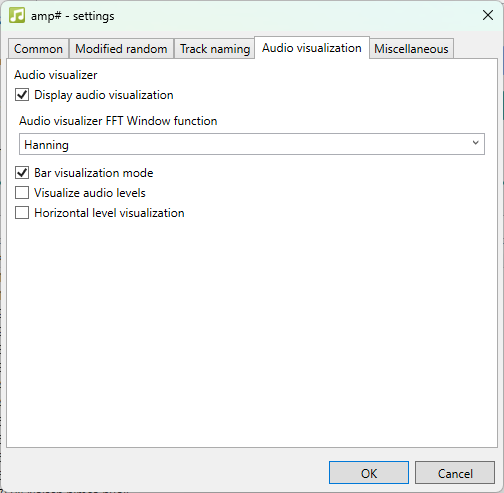 amp# - settings
Common
Modified random
Track naming
Audio visualization
Miscellaneous
Audio visualizer
Display audio visualization
Audio visualizer FFT Window function
Hanning
Bar visualization mode
Visualize audio levels
Horizontal level visualization
OK
Cancel